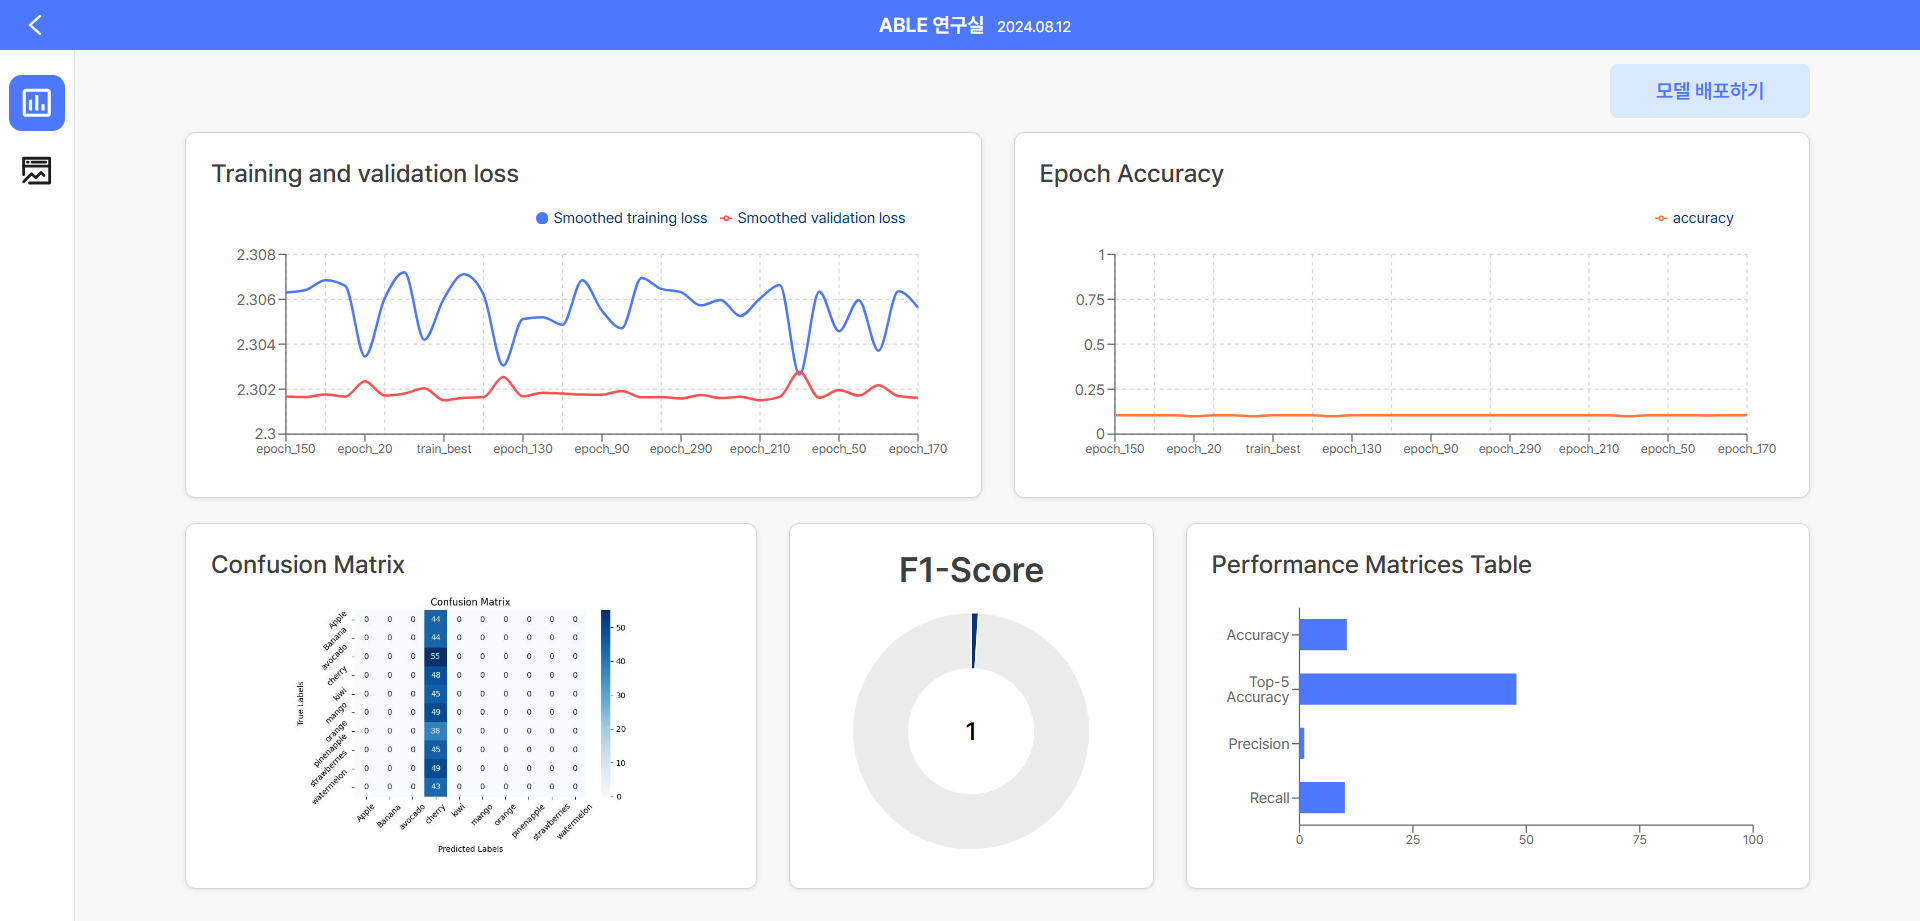 ABLE 연구실 2024.08.12
모델 배포하기
Training and validation loss
Smoothed training loss Smoothed validation loss
2.308
2.306
2.304
2.302
2.3
epoch_150 epoch_20 train_best epoch_130 epoch_90 epoch_290 epoch_210 epoch_50 epoch_170
Epoch Accuracy
accuracy
1
0.75
0.5
0.25
0
epoch_150 epoch_20 train_best epoch_130 epoch_90 epoch_290 epoch_210 epoch_50 epoch_170
Confusion Matrix
Confusion Matrix
True Labels
Apple 0 0 0 44 0 0 0 0 0 0
Banana 0 0 0 44 0 0 0 0 0 0
avocado 0 0 0 55 0 0 0 0 0 0
cherry 0 0 0 48 0 0 0 0 0 0
kiwi 0 0 0 45 0 0 0 0 0 0
mango 0 0 0 49 0 0 0 0 0 0
orange 0 0 0 38 0 0 0 0 0 0
pinenapple 0 0 0 45 0 0 0 0 0 0
strawberries 0 0 0 49 0 0 0 0 0 0
watermelon 0 0 0 43 0 0 0 0 0 0
Apple Banana avocado cherry kiwi mango orange pinenapple strawberries watermelon
Predicted Labels
50
40
30
20
10
0
F1-Score
1
Performance Matrices Table
Accuracy
Top-5
Accuracy
Precision
Recall
0 25 50 75 100